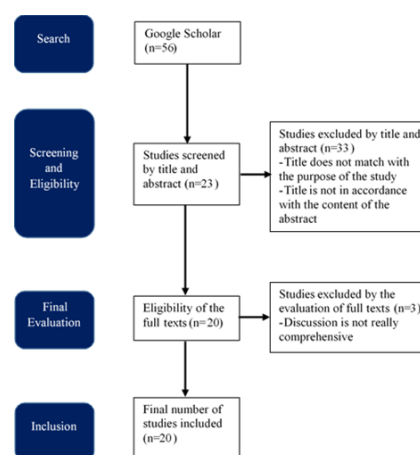 Search
Google Scholar
(n=56)
Screening
and
Eligibility
Studies screened
by title and
abstract (n=23)
Studies excluded by title and
abstract (n=33)
-Title does not match with
the purpose of the study
-Title is not in accordance
with the content of the
abstract
Final
Evaluation
Eligibility of the
full texts (n=20)
Studies excluded by the
evaluation of full texts (n=3)
-Discussion is not really
comprehensive
Inclusion
Final number of
studies included
(n=20)